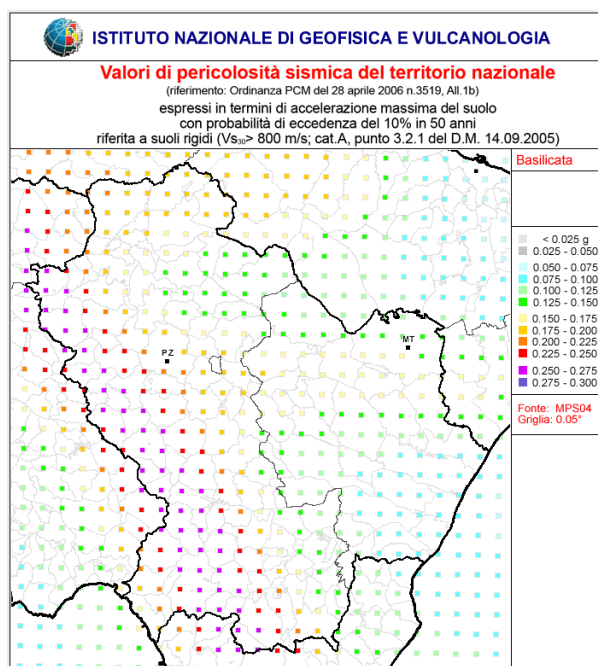 ISTITUTO NAZIONALE DI GEOFISICA E VULCANOLOGIA
Valori di pericolosità sismica del territorio nazionale
(riferimento: Ordinanza PCM del 28 aprile 2006 n.3519, All.1b)
espressi in termini di accelerazione massima del suolo
con probabilità di eccedenza del 10% in 50 anni
riferita a suoli rigidi (Vs30> 800 m/s; cat.A, punto 3.2.1 del D.M. 14.09.2005)
Basilicata
< 0.025 g
0.025 - 0.050
0.050 - 0.075
0.075 - 0.100
0.100 - 0.125
0.125 - 0.150
0.150 - 0.175
0.175 - 0.200
0.200 - 0.225
0.225 - 0.250
0.250 - 0.275
0.275 - 0.300
Fonte: MPS04
Griglia: 0.05°
MT
PZ